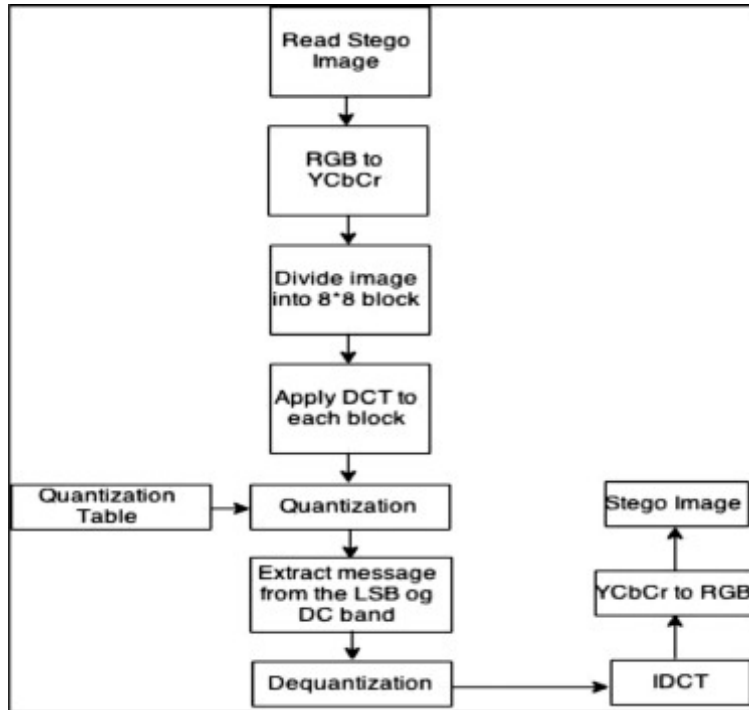 Read Stego
Image
RGB to
YCbCr
Divide image
into 8*8 block
Apply DCT to
each block
Quantization
Table
Quantization
Stego Image
Extract message
from the LSB og
DC band
YCbCr to RGB
Dequantization
IDCT